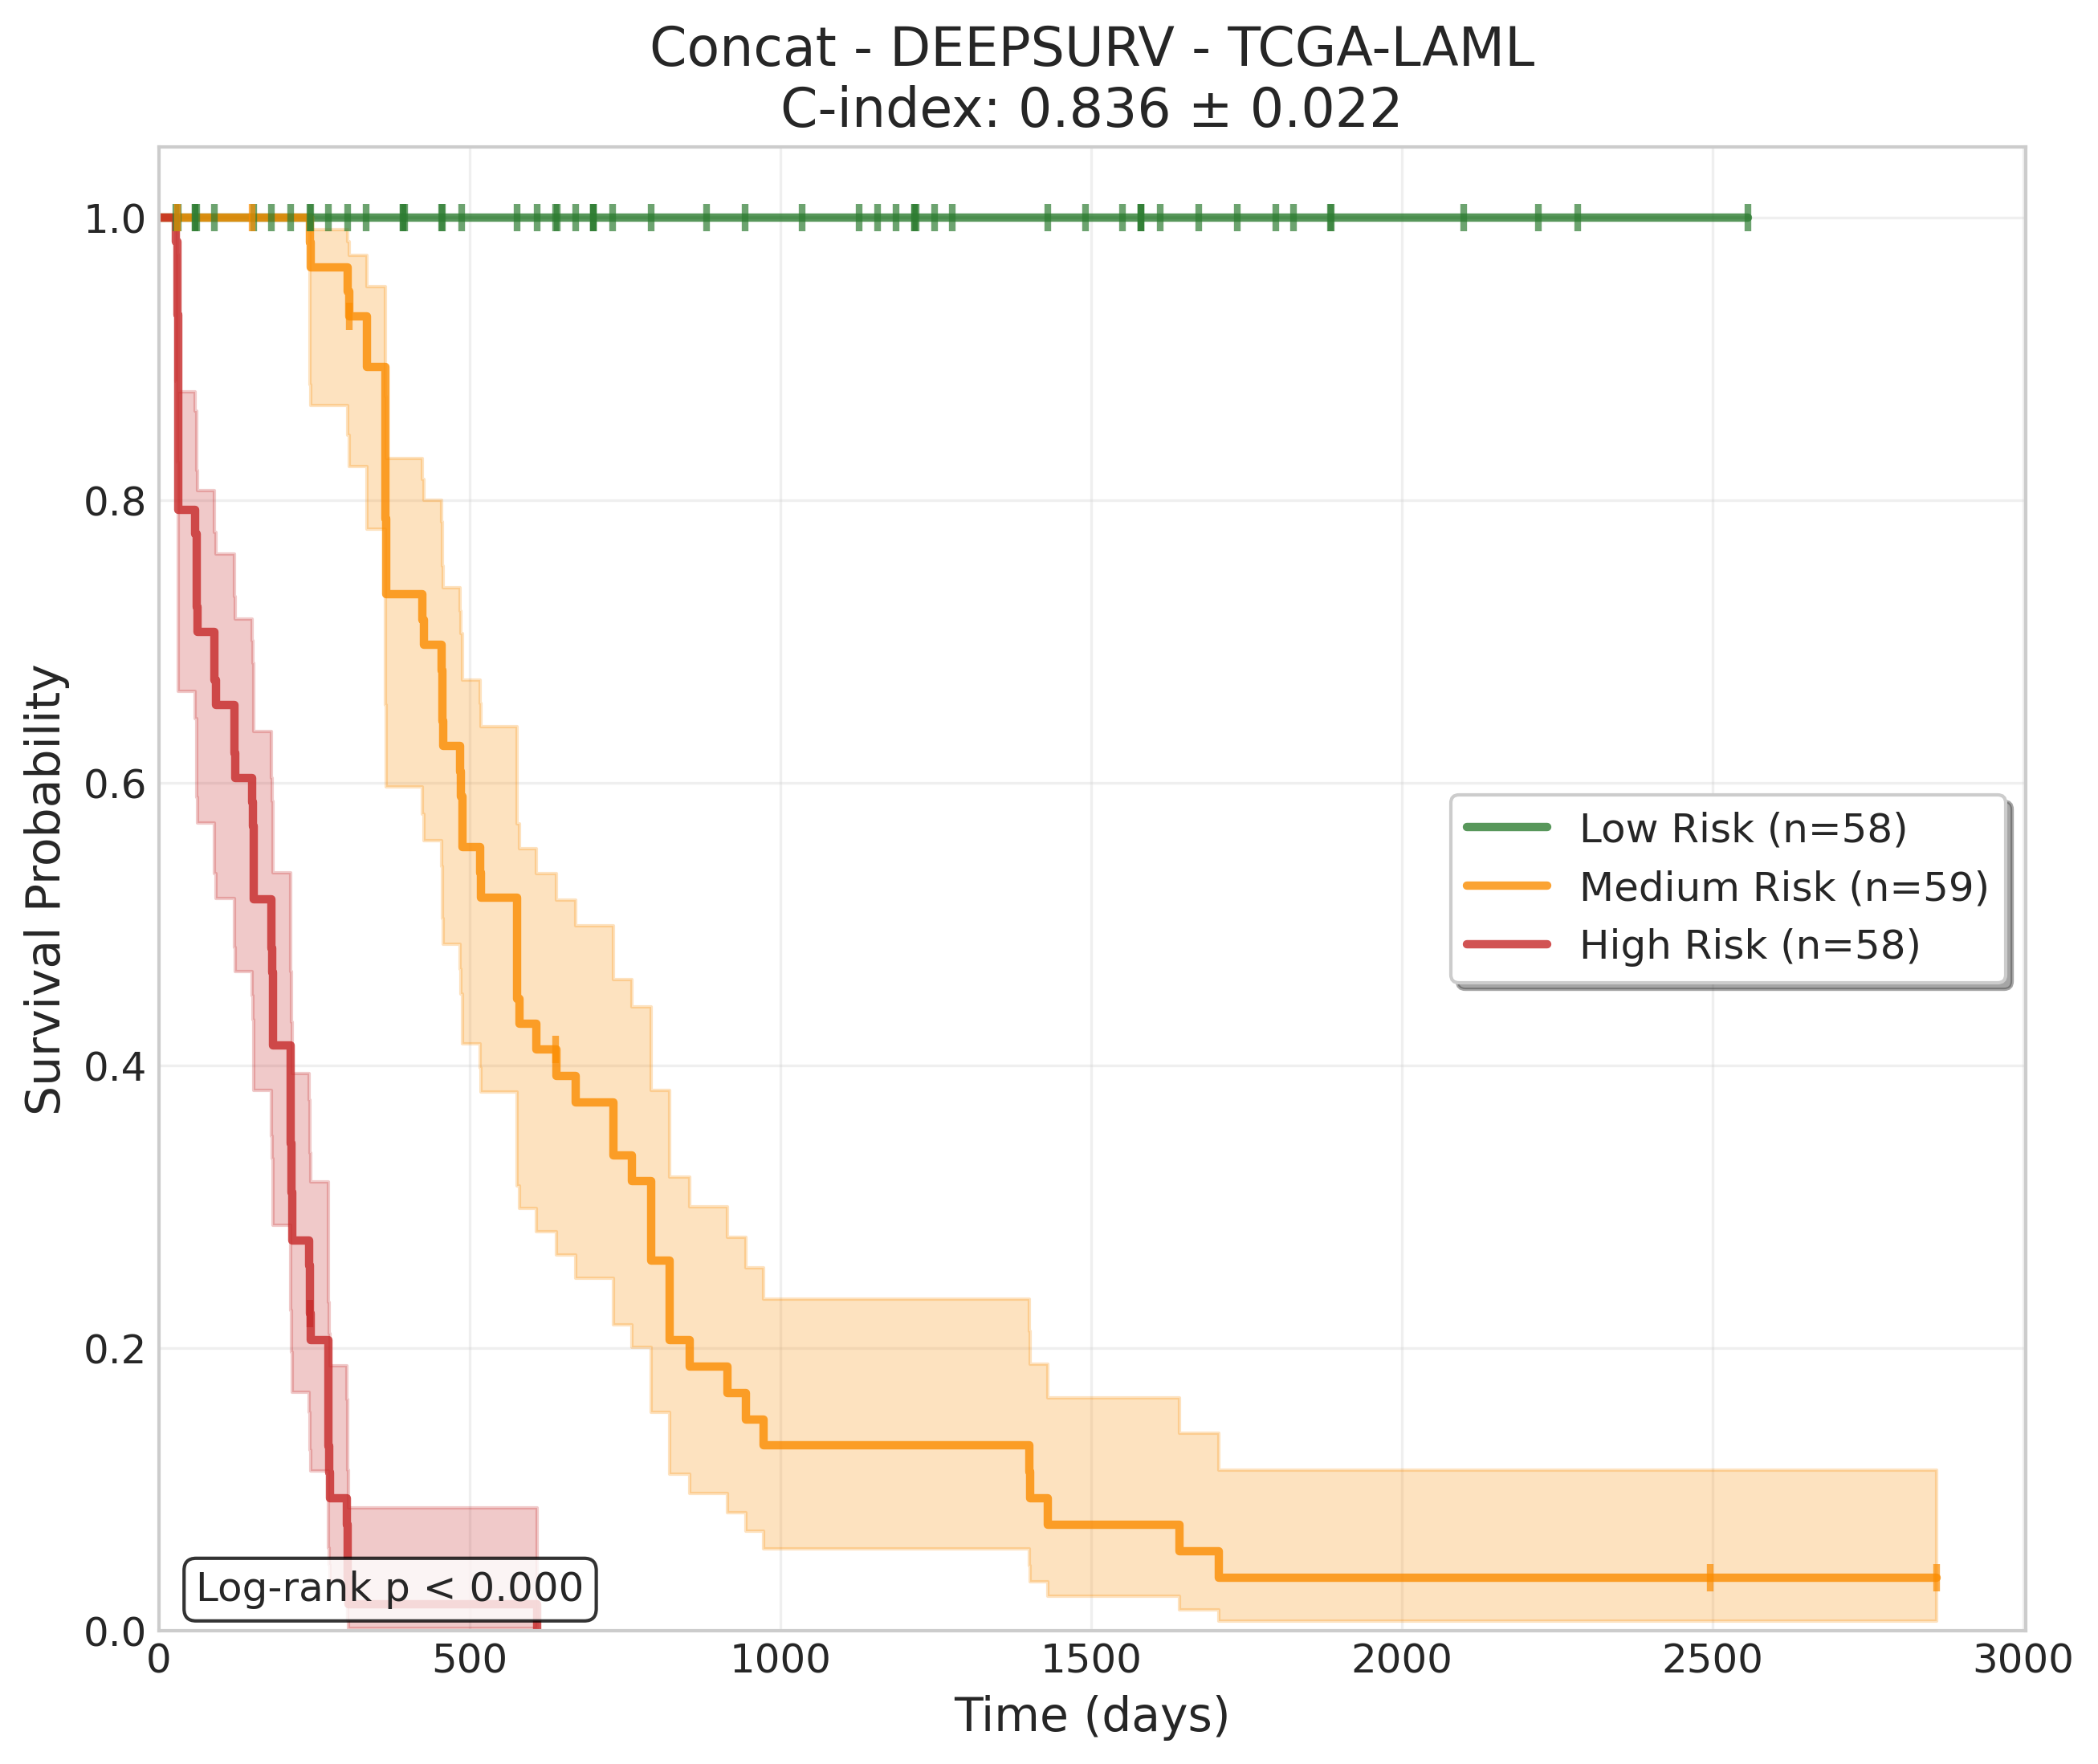 Concat - DEEPSURV - TCGA-LAML
C-index: 0.836 ± 0.022
Survival Probability
1.0
0.8
0.6
0.4
0.2
0.0
Low Risk (n=58)
Medium Risk (n=59)
High Risk (n=58)
Log-rank p < 0.000
0 500 1000 1500 2000 2500 3000
Time (days)